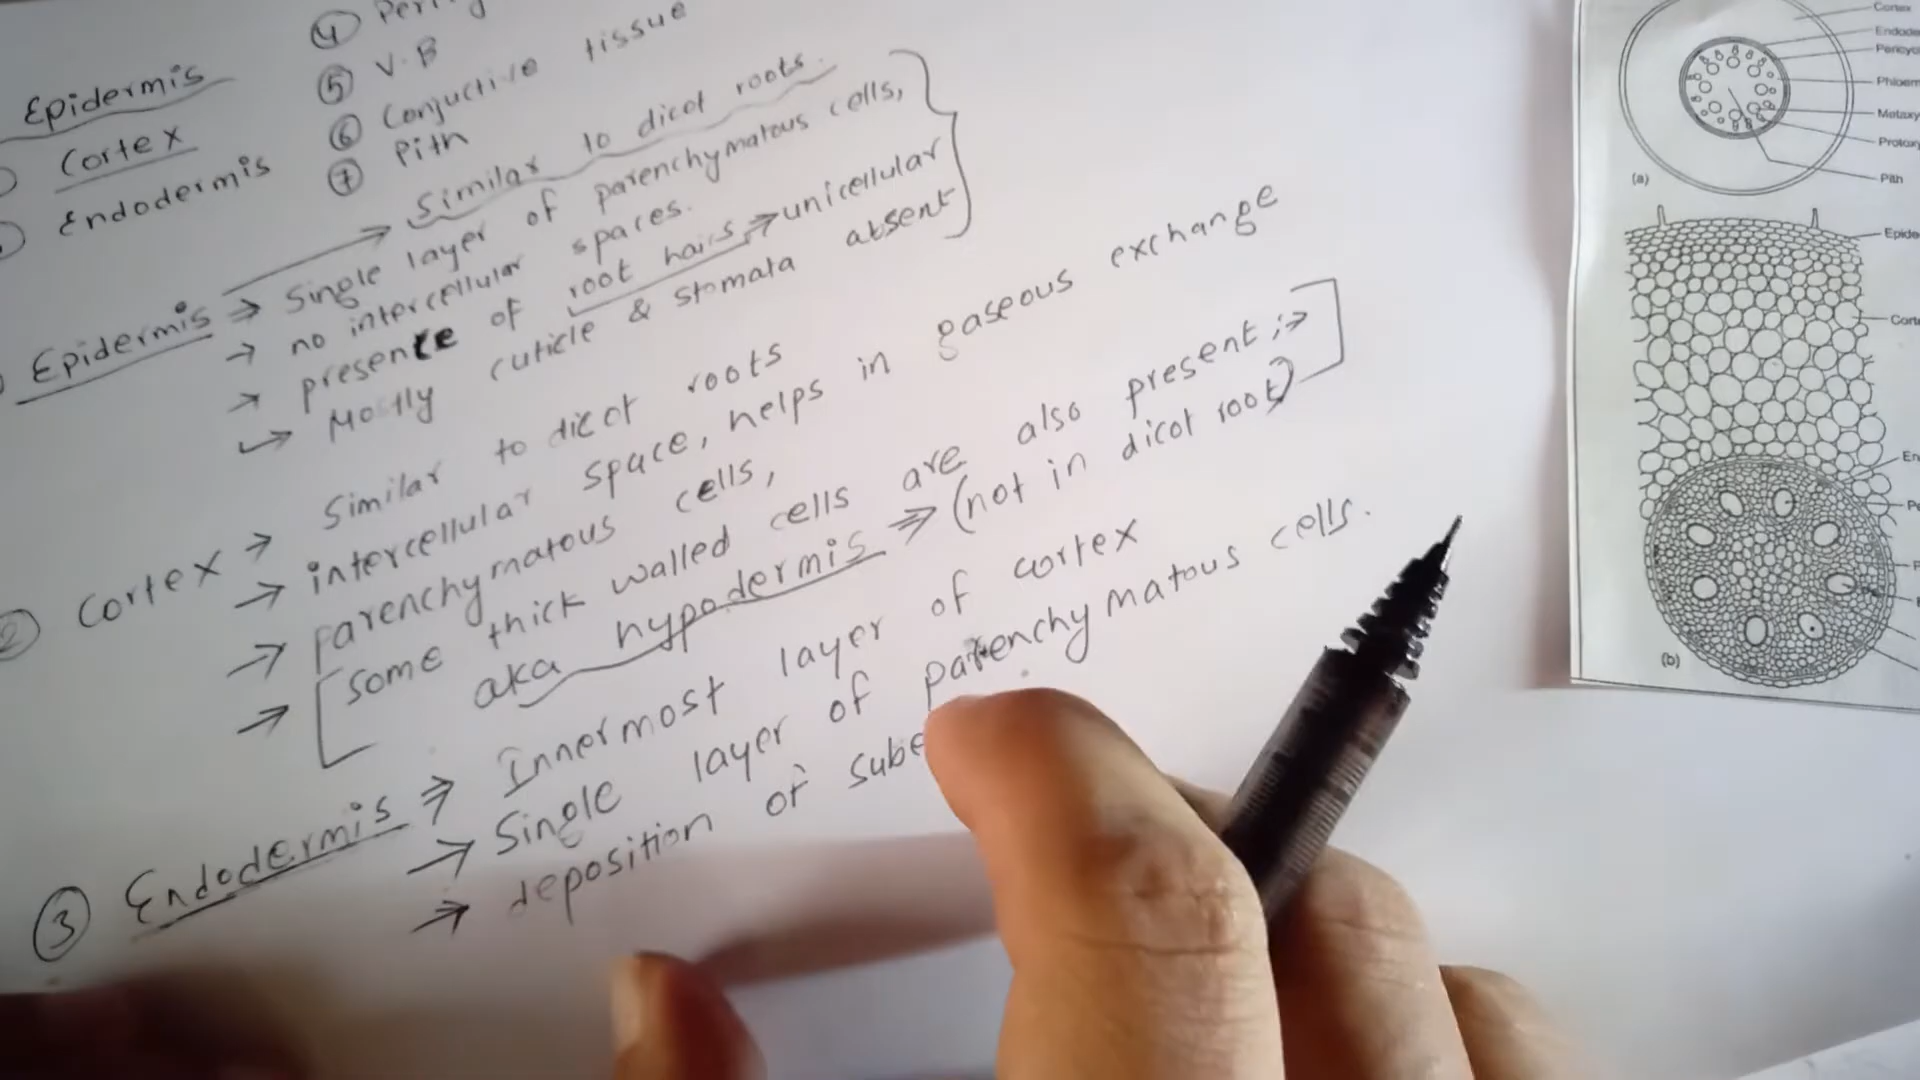 Epidermis
Cortex
Endodermis
④
⑤ V.B
⑥ Conjuctive tissue
⑦ Pith
Epidermis → Similar to dicot roots.
⇒ Single layer of parenchymatous cells,
→ no intercellular spaces.
→ presence of root hairs → unicellular
↳ Mostly cuticle & stomata absent
② Cortex → Similar to dicot roots
→ intercellular space, helps in gaseous exchange
→ parenchymatous cells,
→ Some thick walled cells are also present ;→
aka hypodermis ⇒ (not in dicot root)
③ Endodermis ⇒ Innermost layer of cortex
→ Single layer of parenchymatous cells.
→ deposition of sube
Cortex
Pith
(a)
(b)